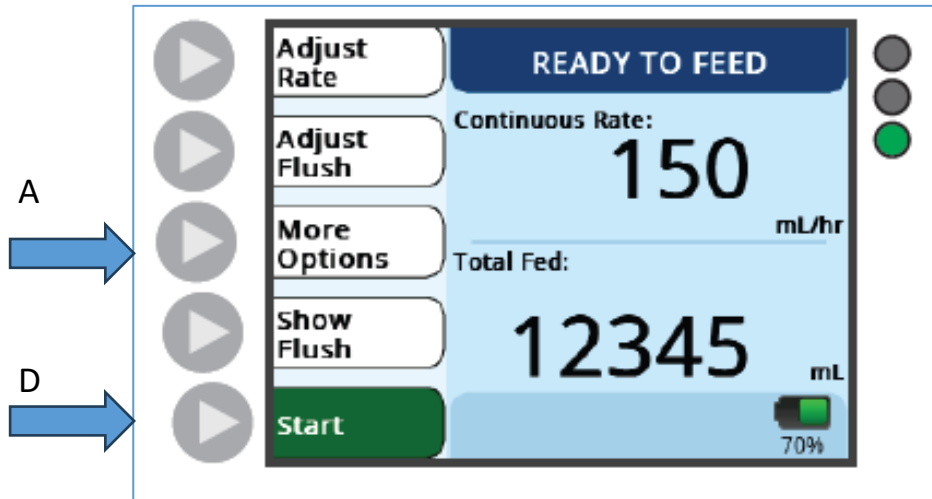 A
D
Adjust
Rate
Adjust
Flush
More
Options
Show
Flush
Start
READY TO FEED
Continuous Rate:
150
mL/hr
Total Fed:
12345
mL
70%